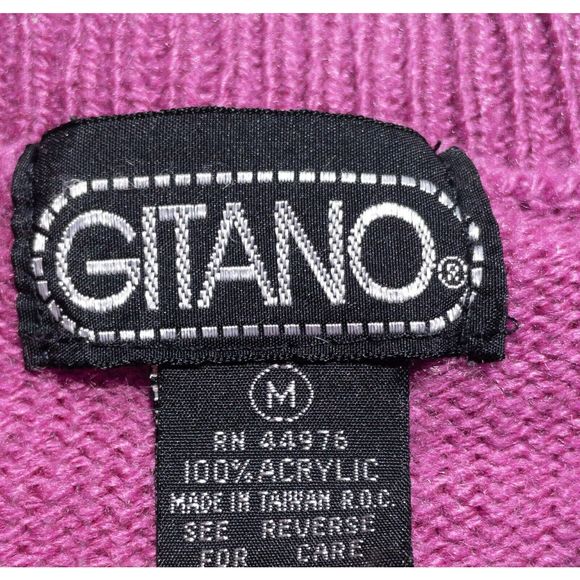 GITANO®
M
RN 44976
100% ACRYLIC
MADE IN TAIWAN R.O.C.
SEE REVERSE
FOR CARE